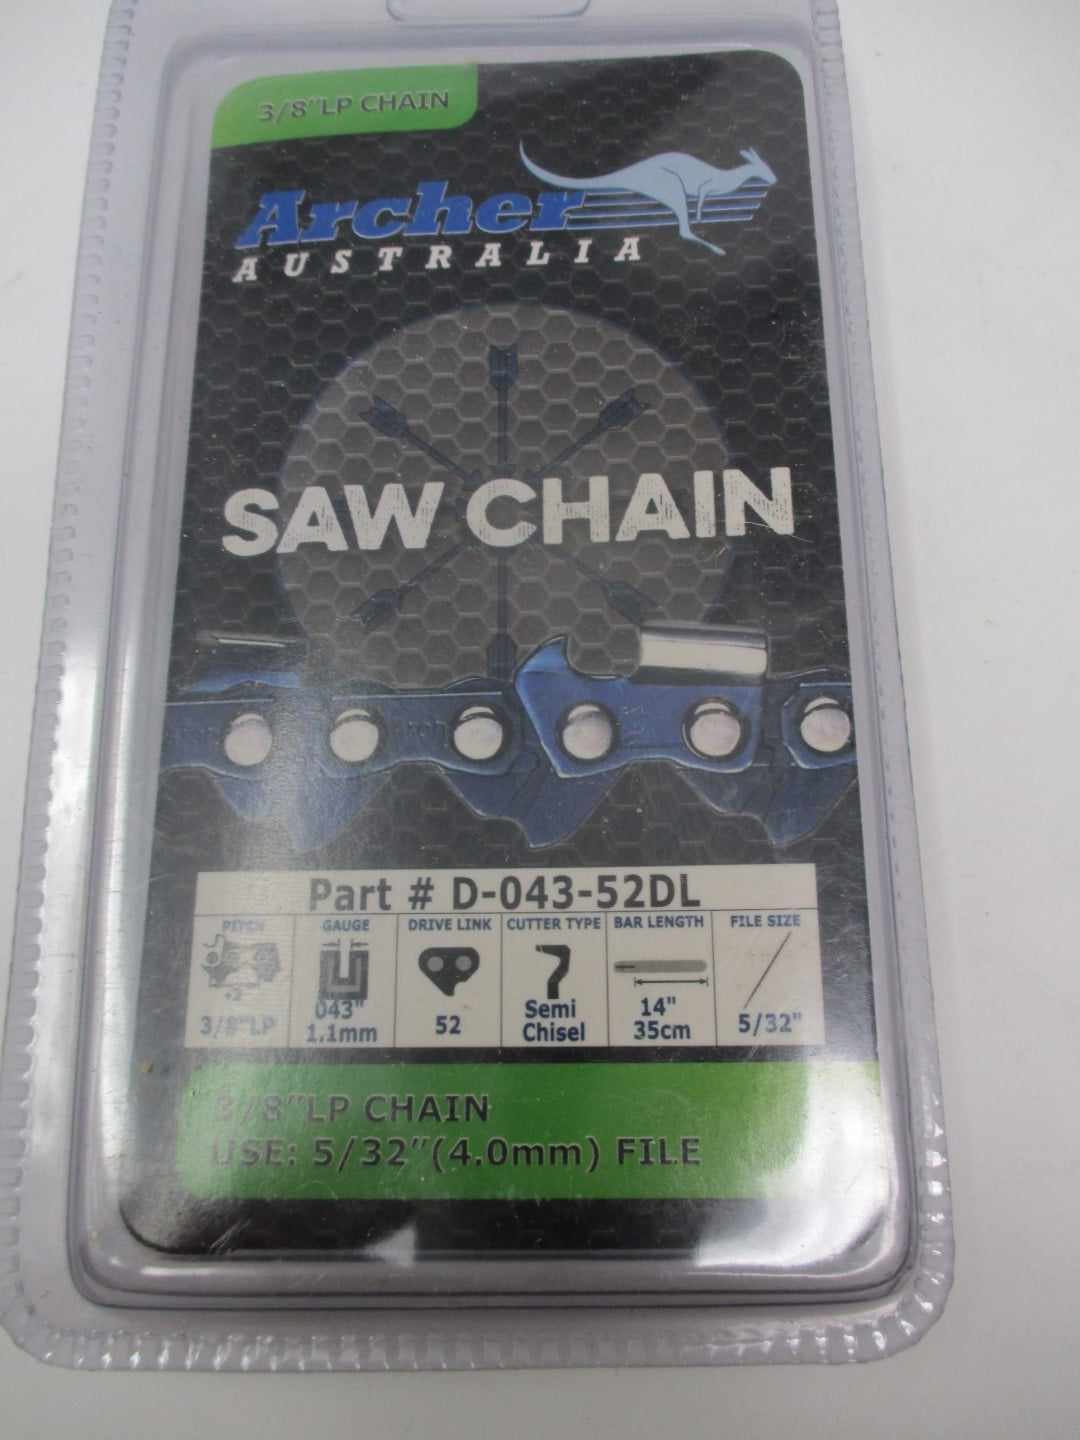 3/8"LP CHAIN
Archer
AUSTRALIA
SAW CHAIN
Part # D-043-52DL
PITCH GAUGE DRIVE LINK CUTTER TYPE BAR LENGTH FILE SIZE
3/8"LP 043" 1.1mm 52 Semi Chisel 14" 35cm 5/32"
3/8"LP CHAIN
USE: 5/32"(4.0mm) FILE